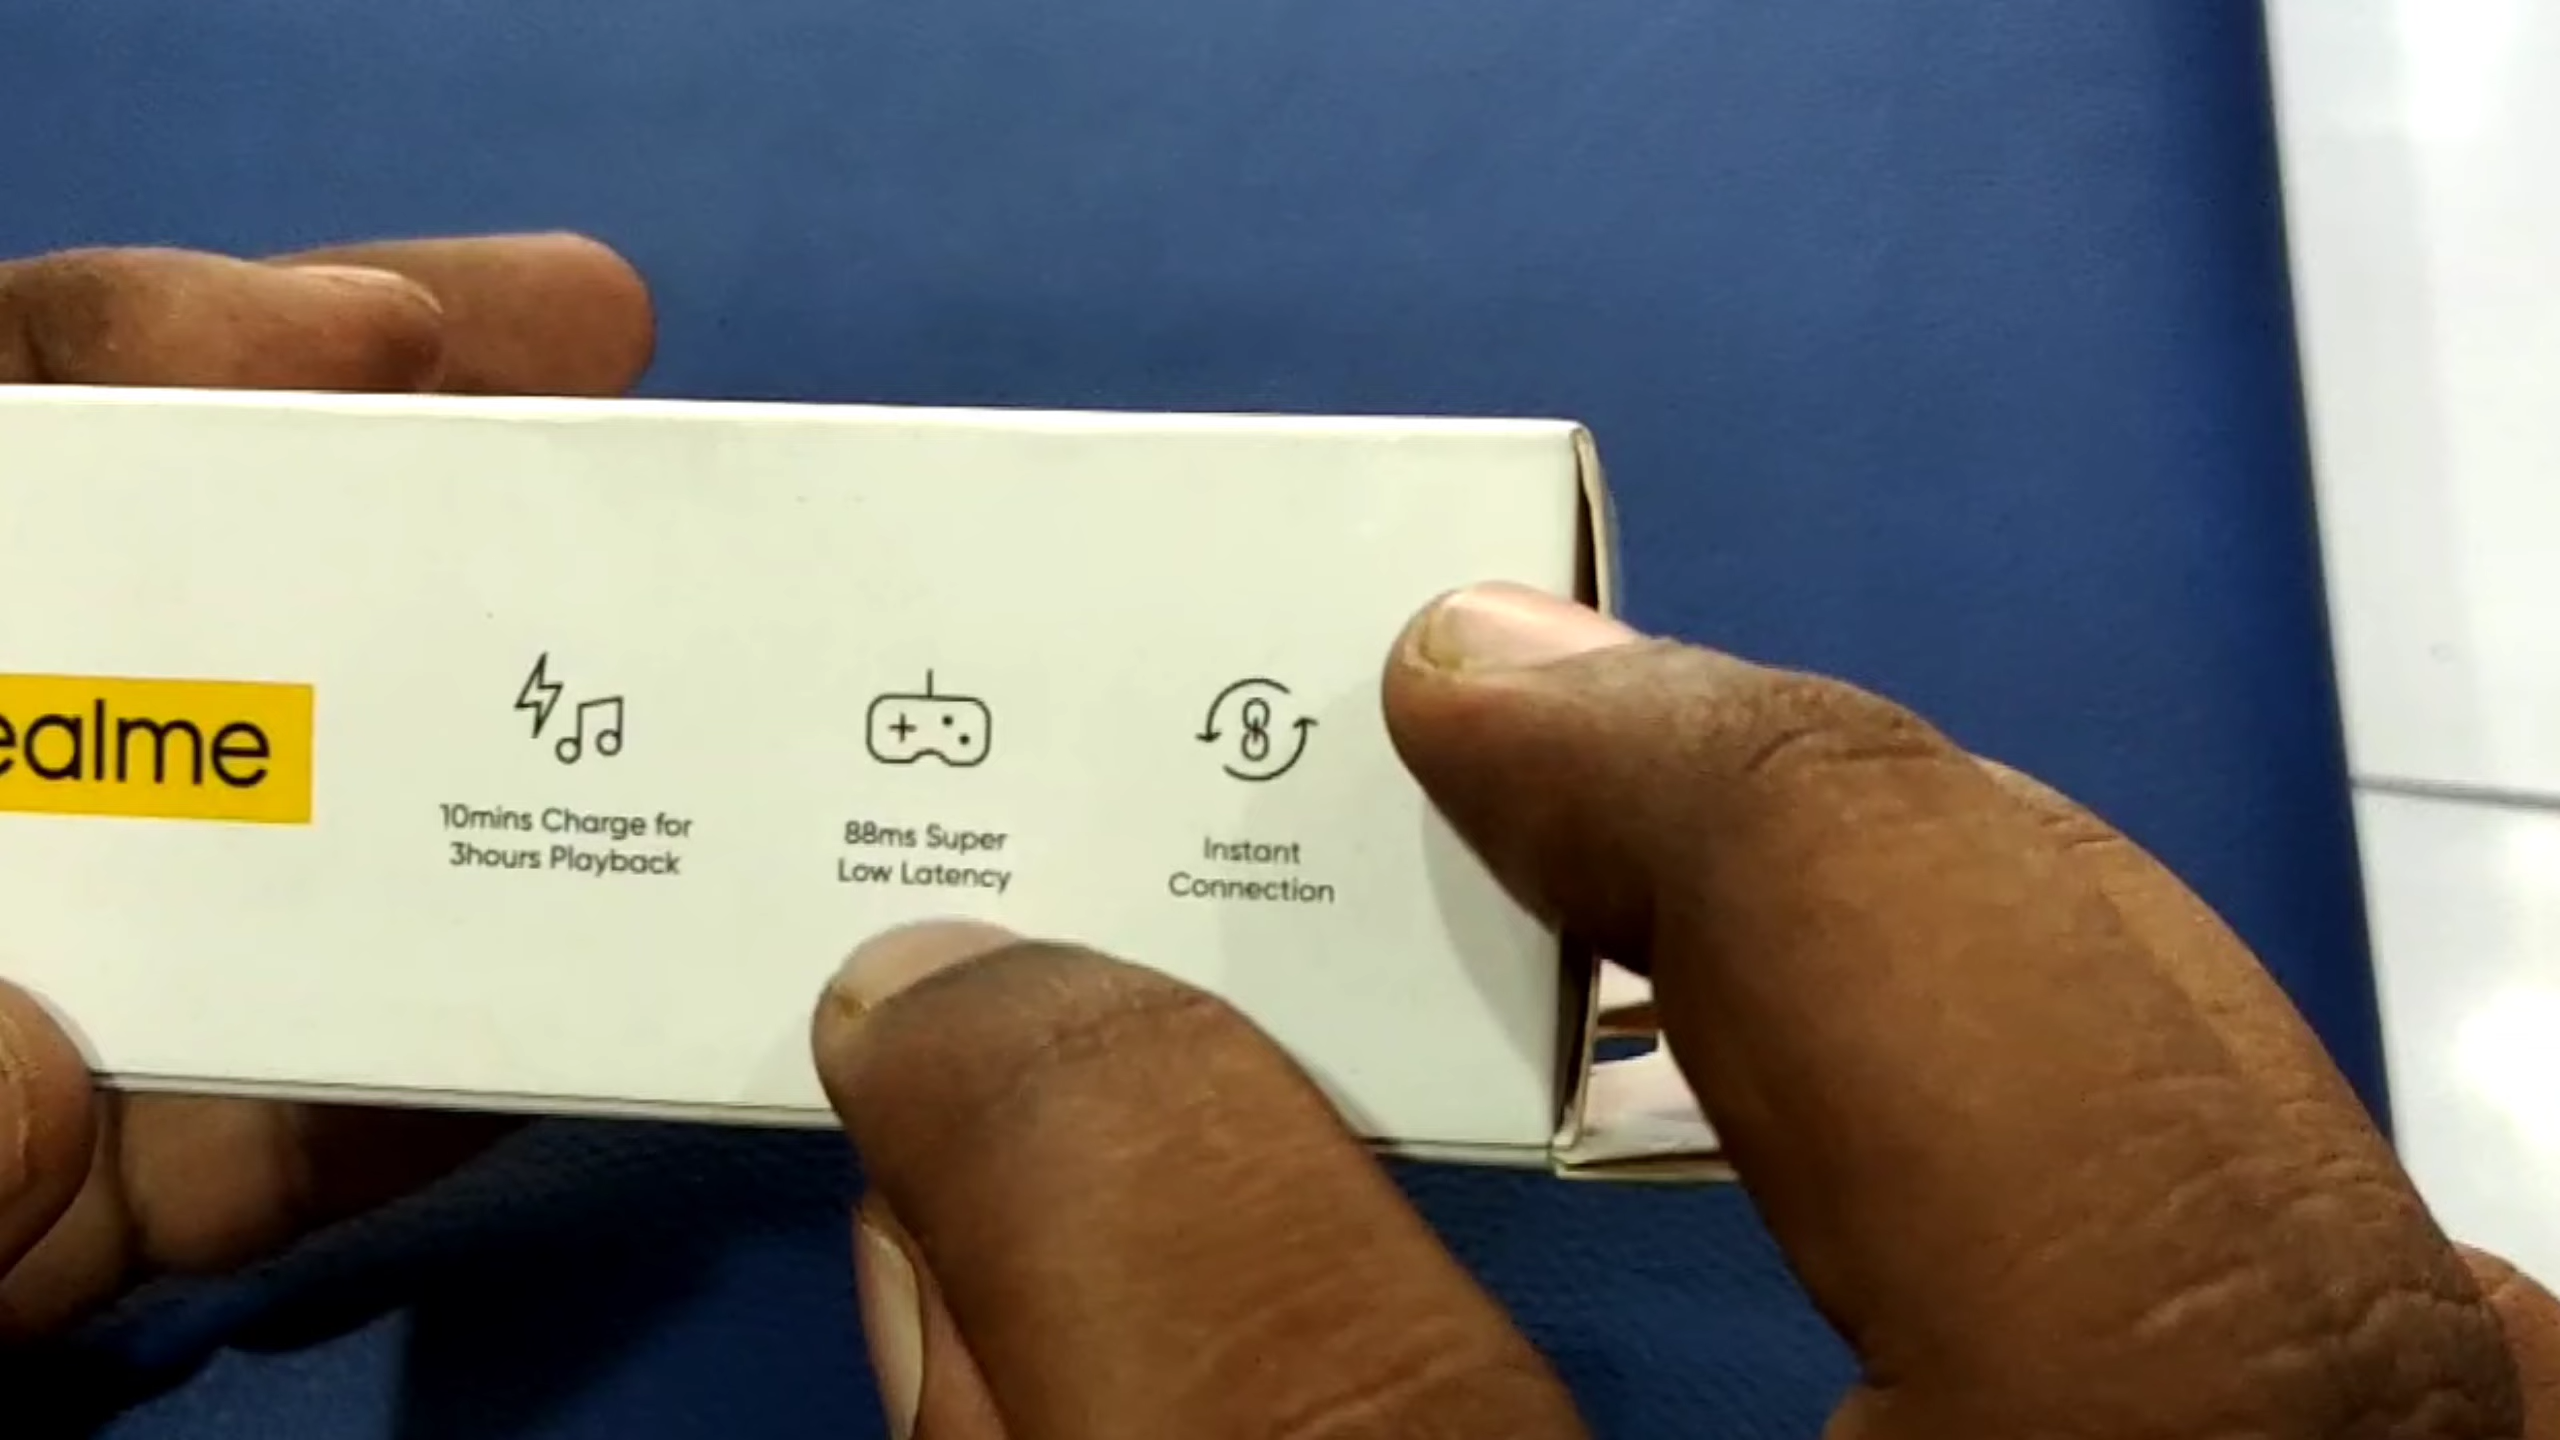 ealme
10mins Charge for
3hours Playback
88ms Super
Low Latency
Instant
Connection